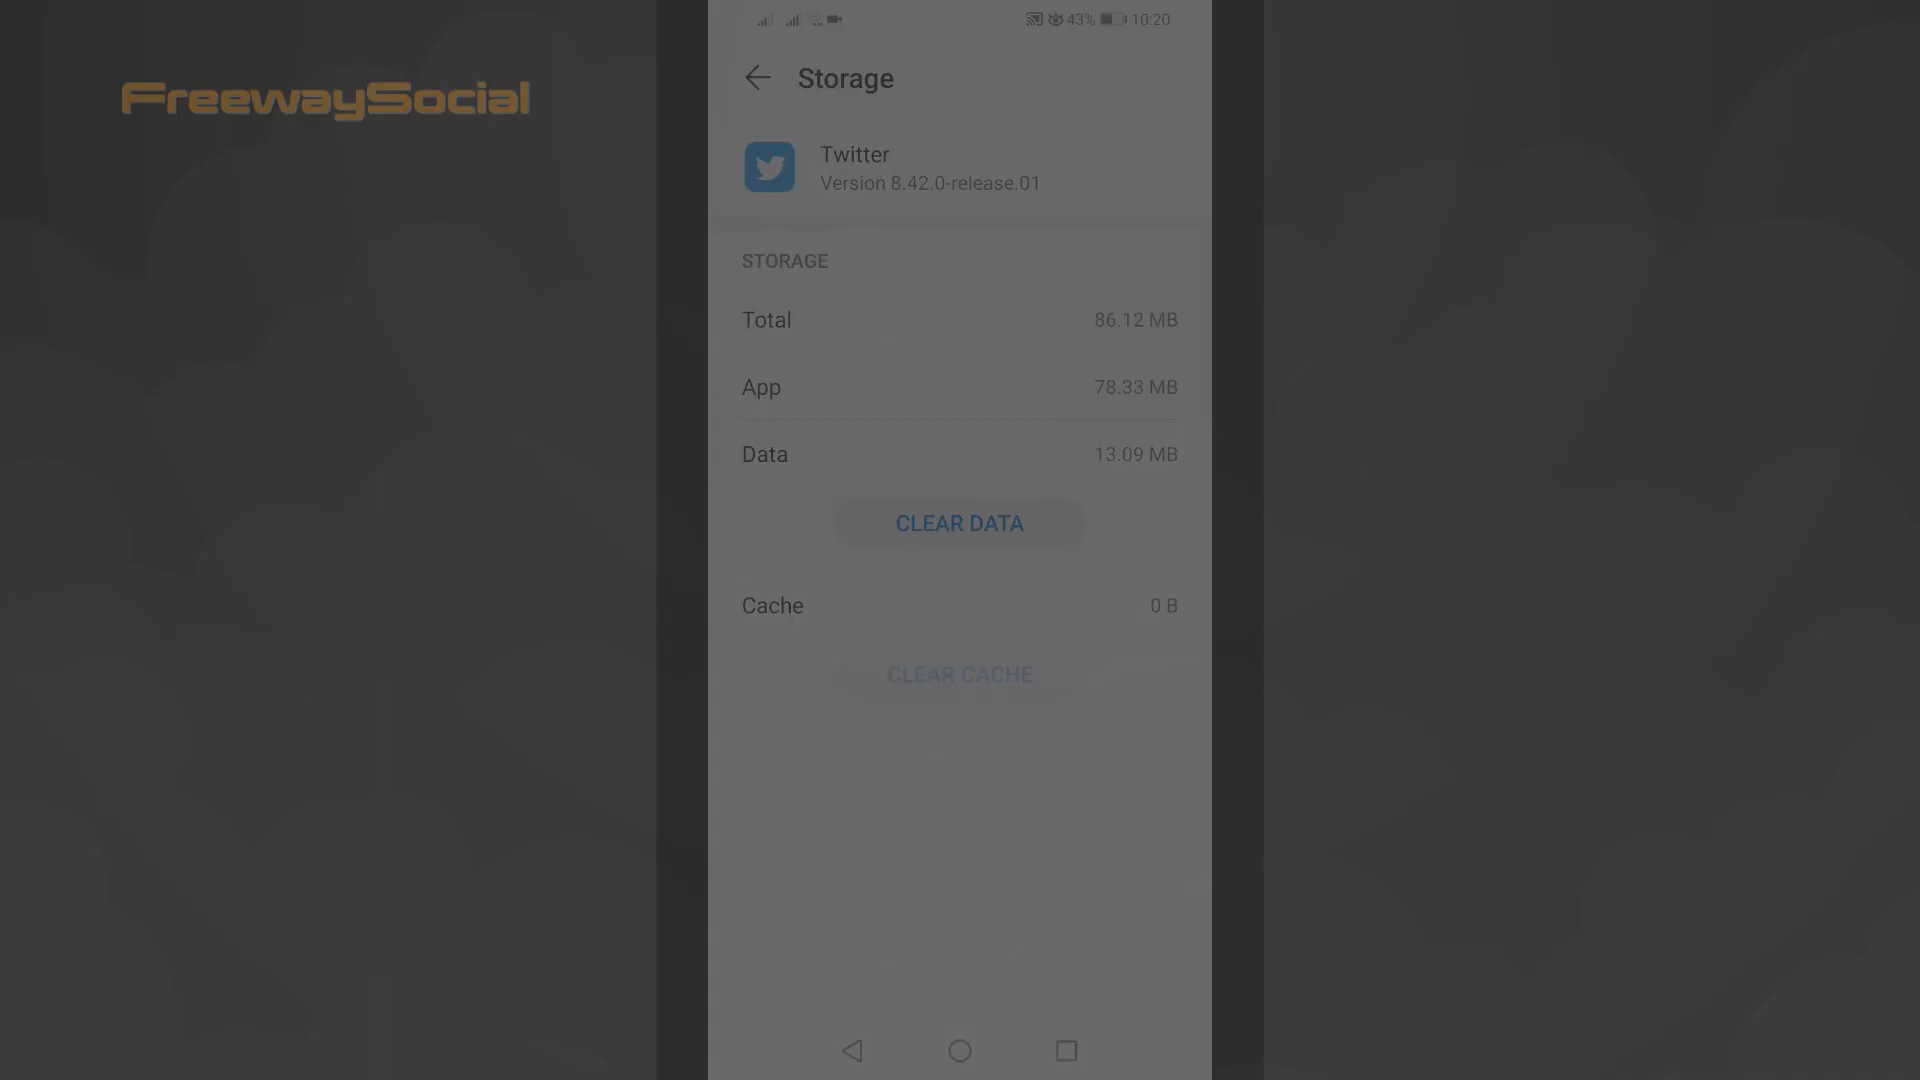 43% 10:20
FreewaySocial
Storage
Twitter
Version 8.42.0-release.01
STORAGE
Total 86.12 MB
App 78.33 MB
Data 13.09 MB
CLEAR DATA
Cache 0 B
CLEAR CACHE